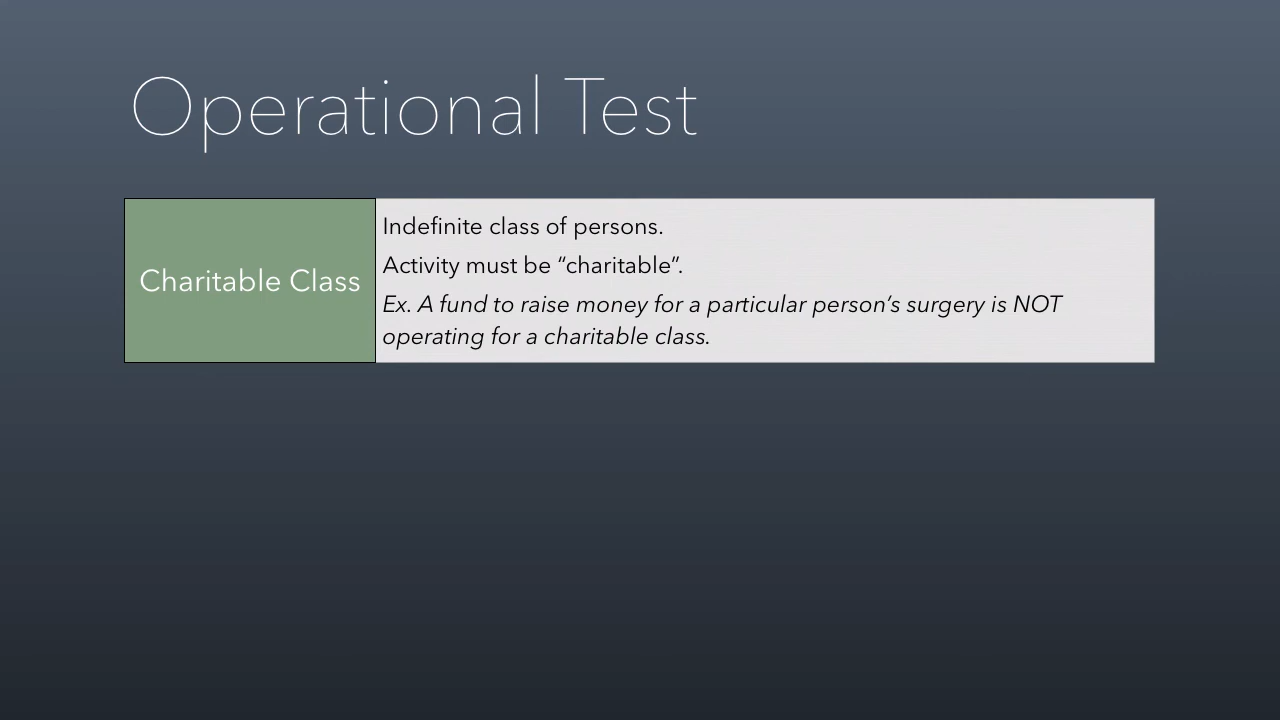 Operational Test
Charitable Class
Indefinite class of persons.
Activity must be “charitable”.
Ex. A fund to raise money for a particular person’s surgery is NOT
operating for a charitable class.